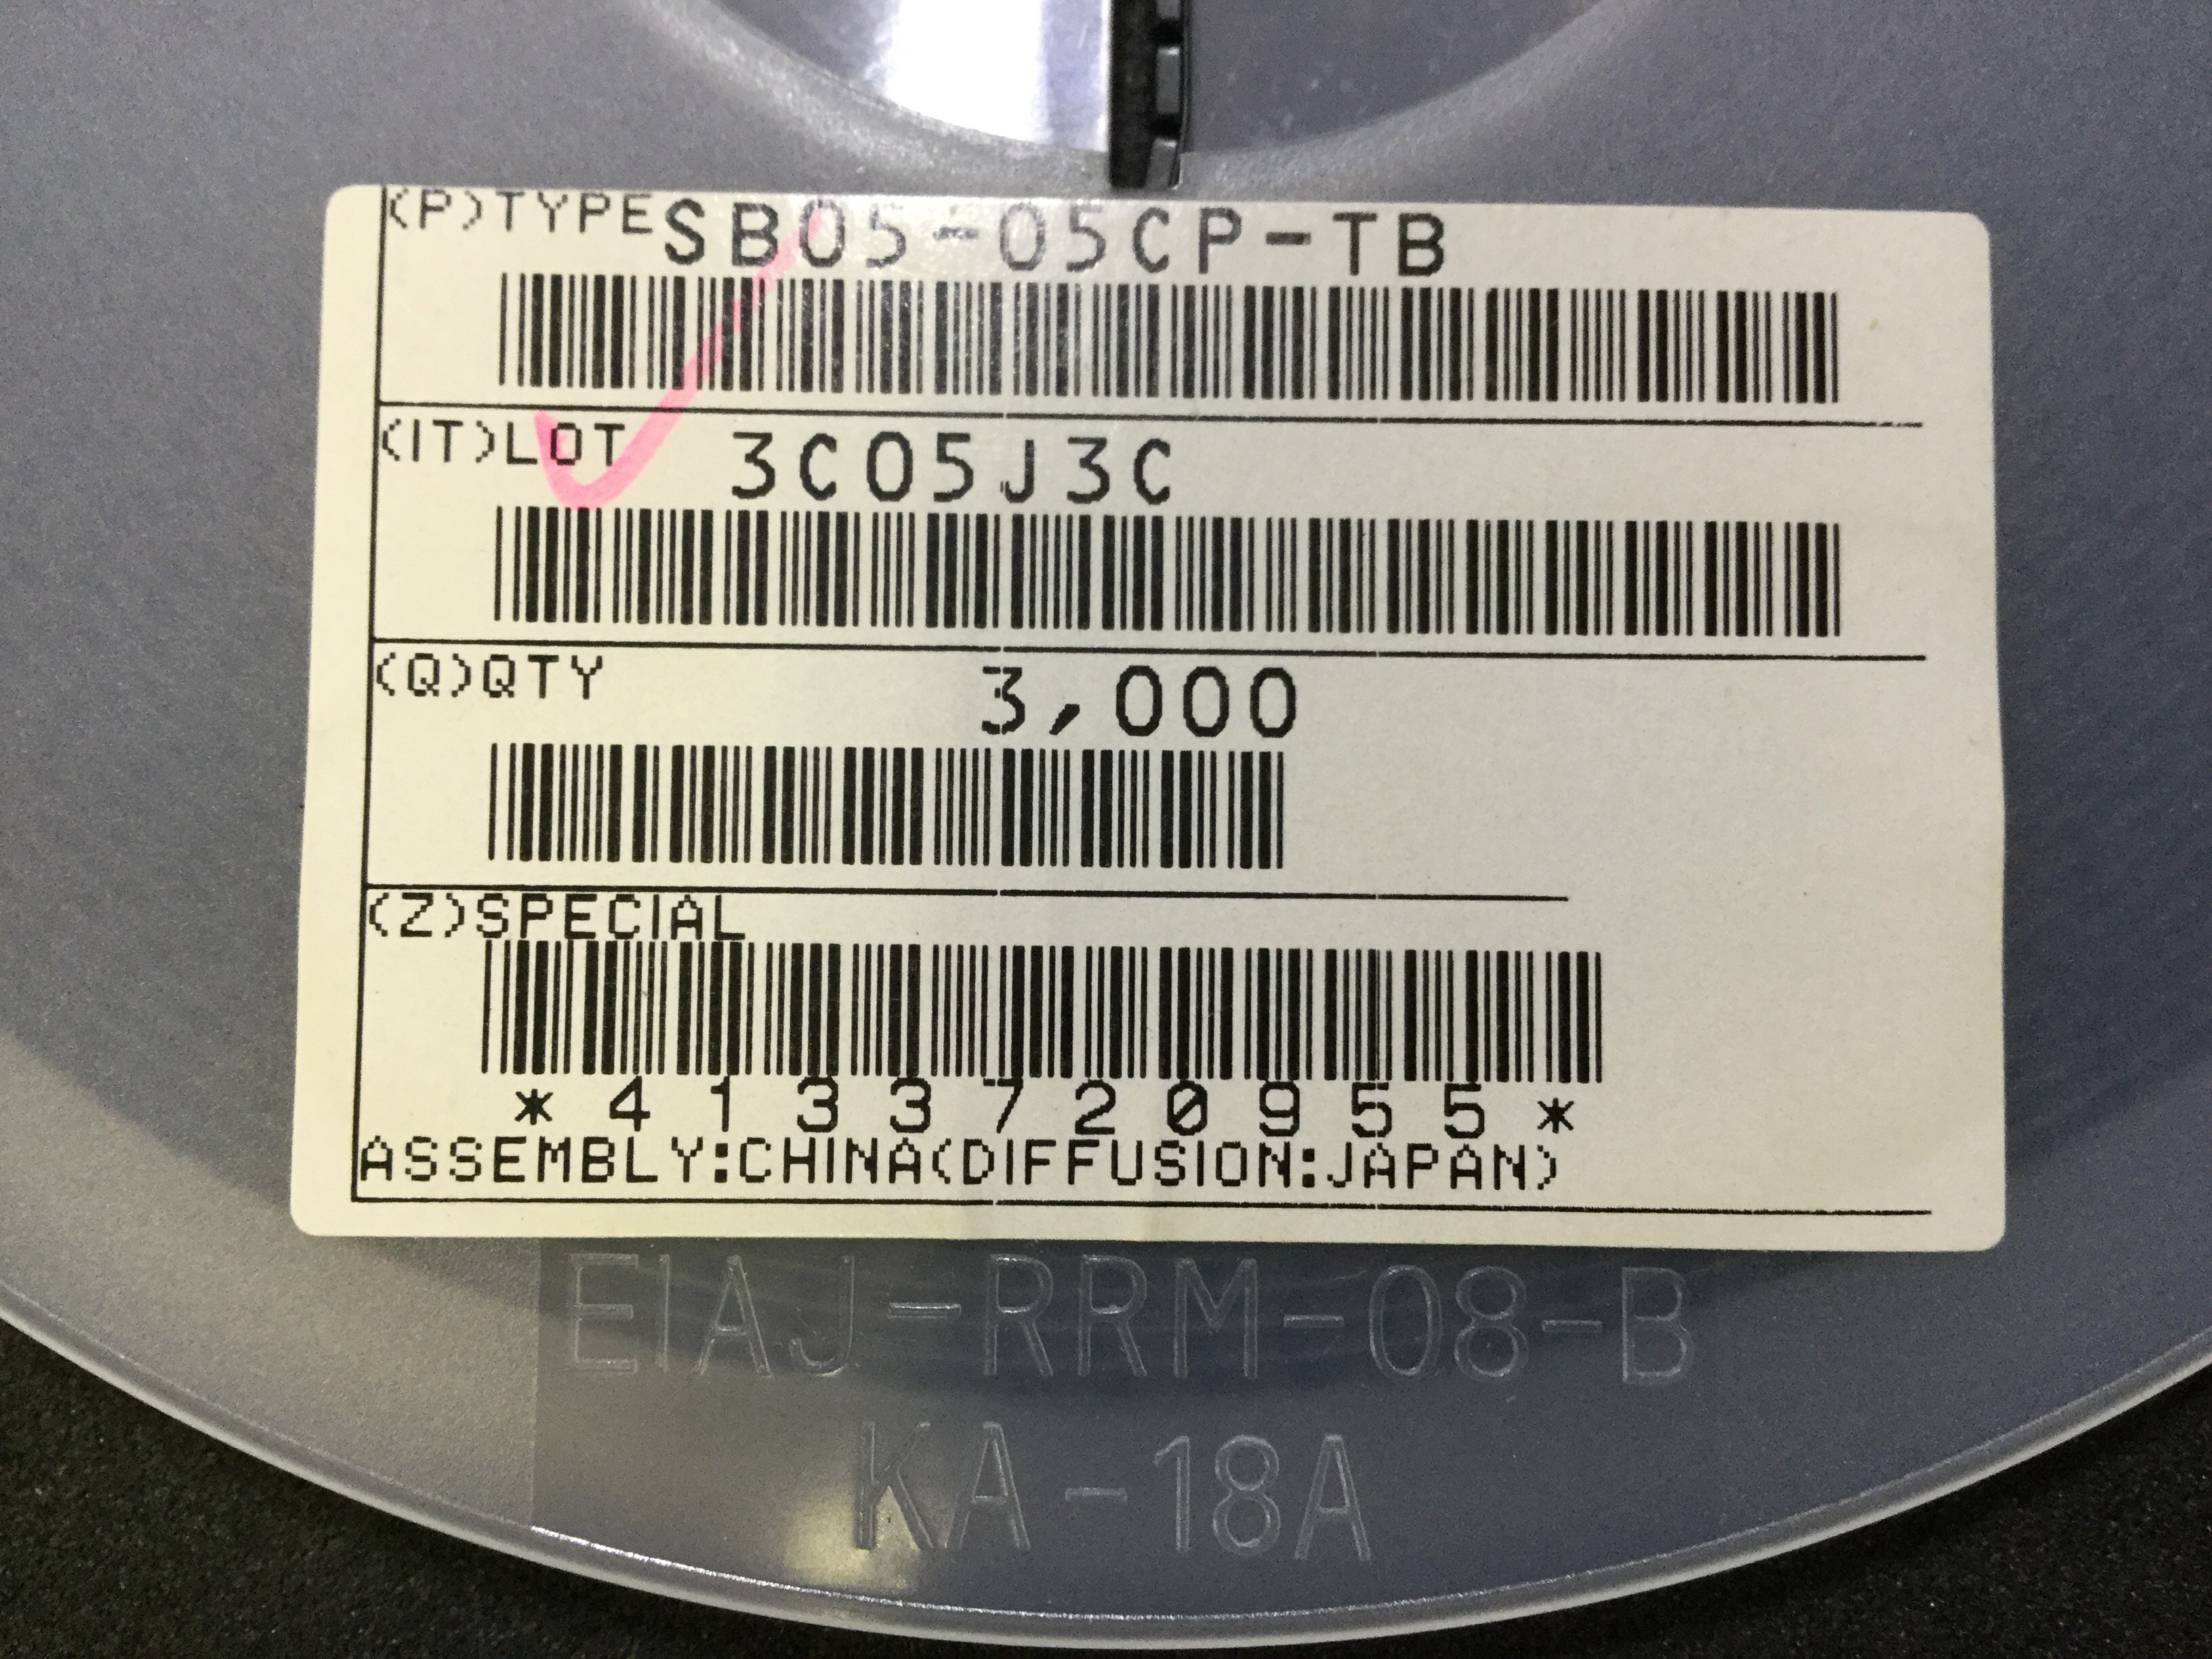 (P)TYPE SB05-05CP-TB
(IT)LOT 3C05J3C
(Q)QTY 3,000
(Z)SPECIAL
*4133720955*
ASSEMBLY:CHINA(DIFFUSION:JAPAN)
EIAJ-RRM-08-B
KA-18A